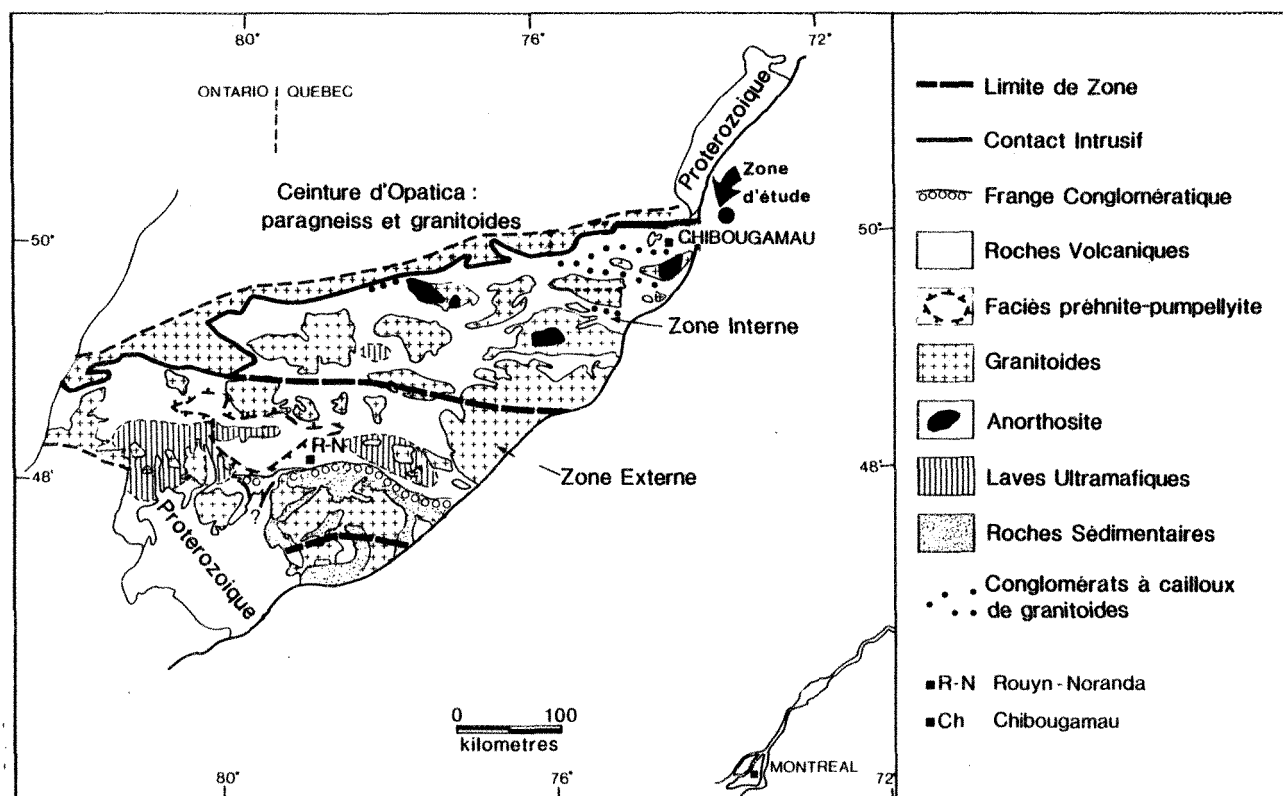 80°
76°
72°
ONTARIO
QUEBEC
Proterozoique
Zone
d'étude
Ceinture d'Opatica :
paragneiss et granitoides
50°
50°
CHIBOUGAMAU
Zone Interne
R-N
48°
48°
Zone Externe
?
Proterozoique
0 100
kilometres
MONTREAL
80°
76°
72°
Limite de Zone
Contact Intrusif
Frange Conglomératique
Roches Volcaniques
Faciès préhnite-pumpellyite
Granitoides
Anorthosite
Laves Ultramafiques
Roches Sédimentaires
Conglomérats à cailloux
de granitoides
R-N Rouyn-Noranda
Ch Chibougamau